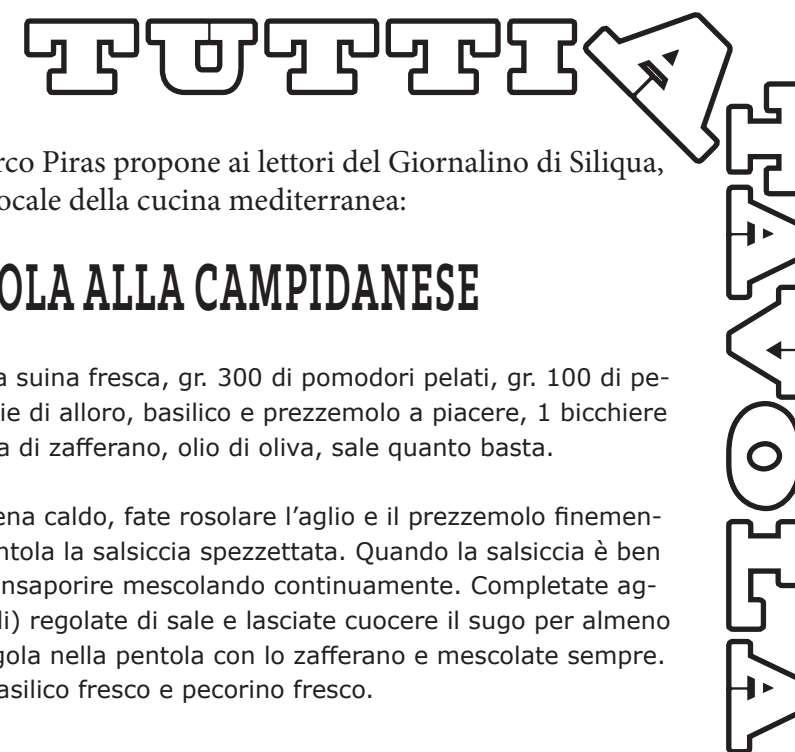 TUTTI A TAVOLA
rco Piras propone ai lettori del Giornalino di Siliqua,
ocale della cucina mediterranea:
OLA ALLA CAMPIDANESE
a suina fresca, gr. 300 di pomodori pelati, gr. 100 di pe-
ie di alloro, basilico e prezzemolo a piacere, 1 bicchiere
a di zafferano, olio di oliva, sale quanto basta.
ena caldo, fate rosolare l’aglio e il prezzemolo finemen-
ntola la salsiccia spezzettata. Quando la salsiccia è ben
nsaporire mescolando continuamente. Completate ag-
li) regolate di sale e lasciate cuocere il sugo per almeno
gola nella pentola con lo zafferano e mescolate sempre.
asilico fresco e pecorino fresco.